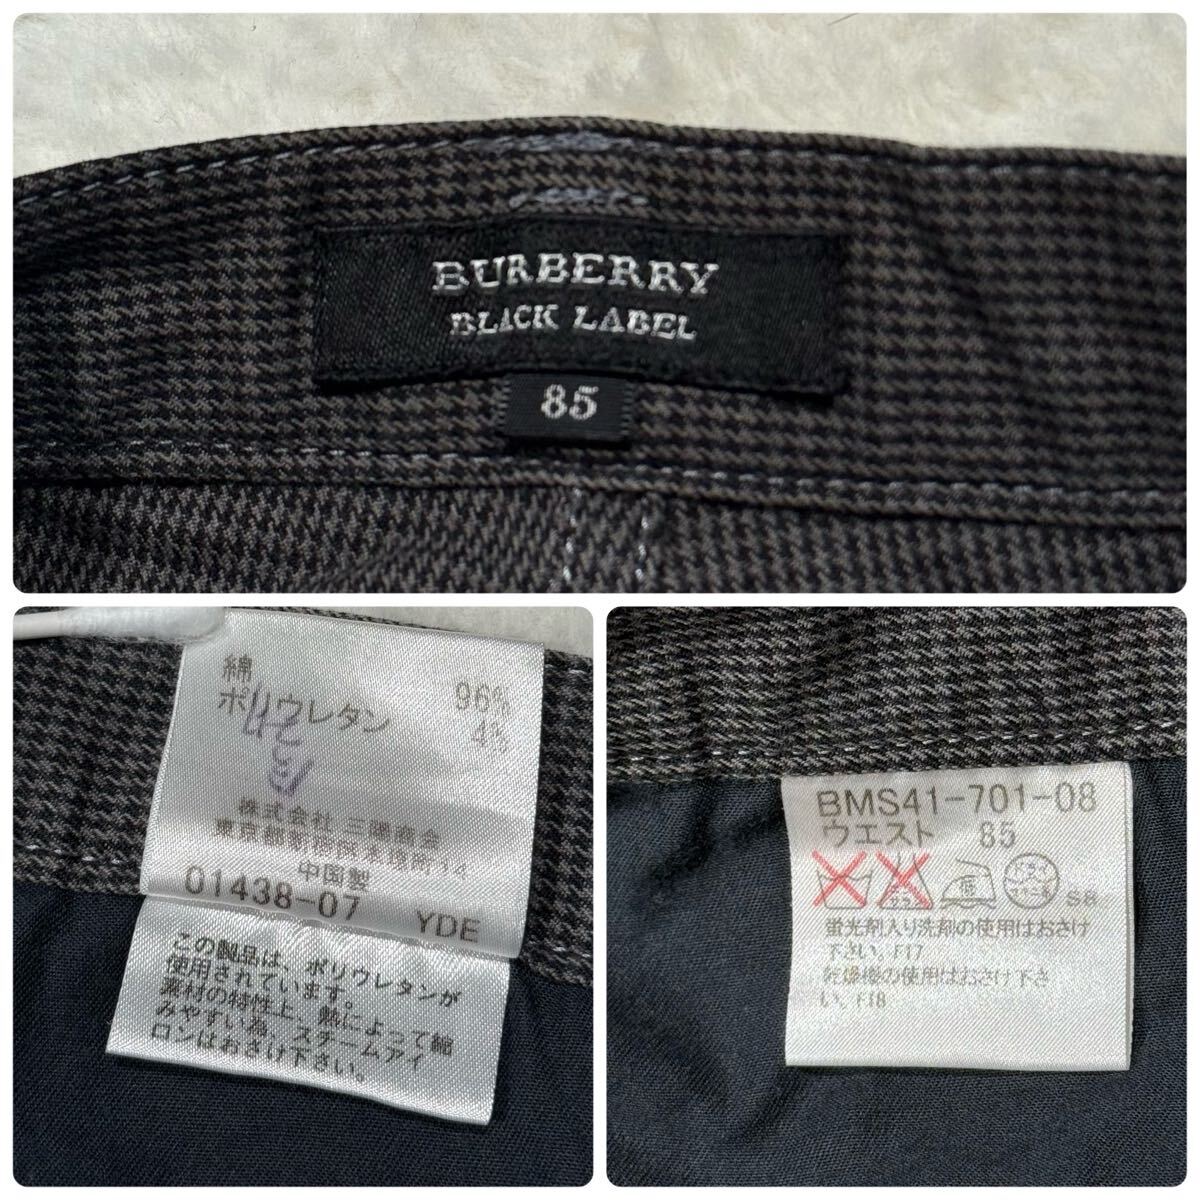 BURBERRY
BLACK LABEL
85
綿 96%
ポリウレタン 4%
株式会社 三陽商会
東京都新宿区本塩町14
中国製
01438-07 YDE
この製品は、ポリウレタンが
使用されています。
素材の特性上、熱によって縮
みやすい為、スチームアイ
ロンはおさけ下さい。
BMS41-701-08
ウエスト 85
S8
蛍光剤入り洗剤の使用はおさけ
下さい。F17
乾燥機の使用はおさけ下さ
い。F18